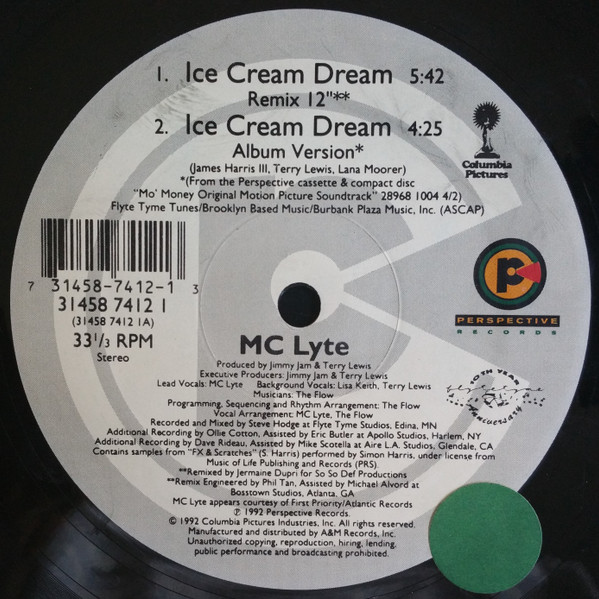 1. Ice Cream Dream 5:42
Remix 12"**
2. Ice Cream Dream 4:25
Album Version*
(James Harris III, Terry Lewis, Lana Moorer)
*(From the Perspective cassette & compact disc
"Mo' Money Original Motion Picture Soundtrack" 28968 1004 4/2)
Flyte Tyme Tunes/Brooklyn Based Music/Burbank Plaza Music, Inc. (ASCAP)
Columbia
Pictures
7 31458-7412-1 3
31458 7412 1
(31458 7412 1A)
33 1/3 RPM
Stereo
p
PERSPECTIVE
RECORDS
MC Lyte
Produced by Jimmy Jam & Terry Lewis
Executive Producers: Jimmy Jam & Terry Lewis
Lead Vocals: MC Lyte Background Vocals: Lisa Keith, Terry Lewis
Musicians: The Flow
Programming, Sequencing and Rhythm Arrangement: The Flow
Vocal Arrangement: MC Lyte, The Flow
Recorded and Mixed by Steve Hodge at Flyte Tyme Studios, Edina, MN
Additional Recording by Ollie Cotton, Assisted by Eric Butler at Apollo Studios, Harlem, NY
Additional Recording by Dave Rideau, Assisted by Mike Scotella at Aire L.A. Studios, Glendale, CA
Contains samples from "FX & Scratches" (S. Harris) performed by Simon Harris, under license from
Music of Life Publishing and Records (PRS).
**Remixed by Jermaine Dupri for So So Def Productions
**Remix Engineered by Phil Tan, Assisted by Michael Alvord at
Bosstown Studios, Atlanta, GA
MC Lyte appears courtesy of First Priority/Atlantic Records
℗ 1992 Perspective Records.
© 1992 Columbia Pictures Industries, Inc. All rights reserved.
Manufactured and distributed by A&M Records, Inc.
Unauthorized copying, reproduction, hiring, lending,
public performance and broadcasting prohibited.
10TH YEAR
Anniversary